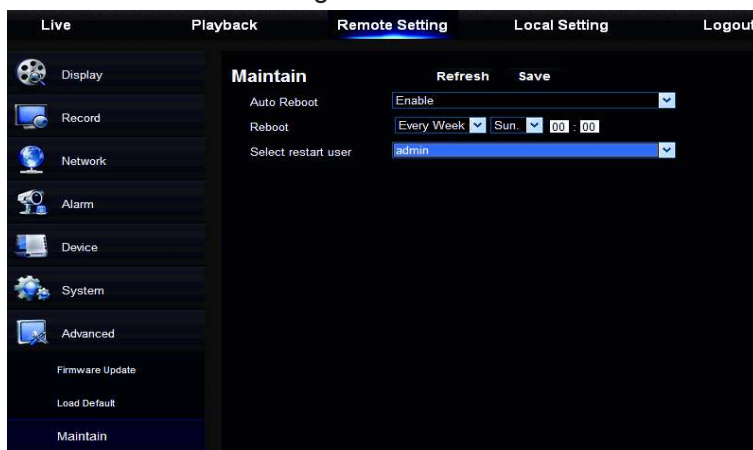 Live Playback Remote Setting Local Setting Logout
Display
Record
Network
Alarm
Device
System
Advanced
Firmware Update
Load Default
Maintain
Maintain Refresh Save
Auto Reboot Enable
Reboot Every Week Sun. 00 : 00
Select restart user admin